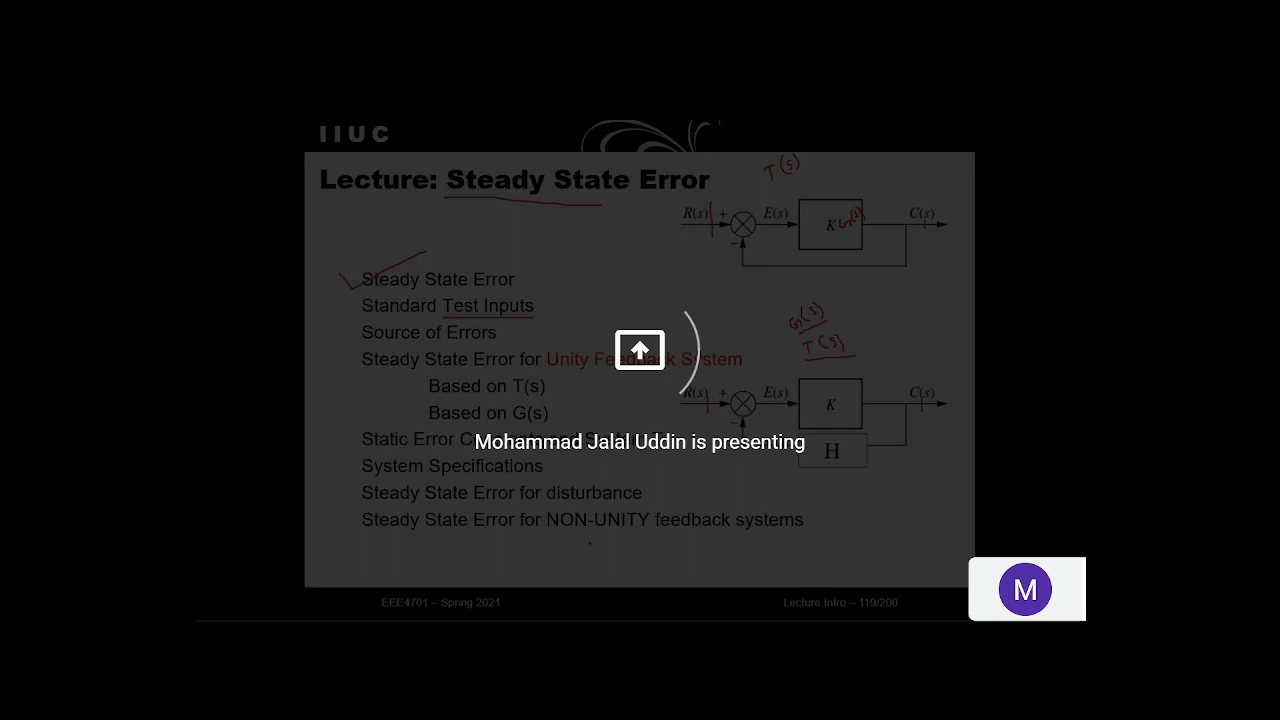 IIUC
Lecture: Steady State Error
T(s)
R(s) + E(s) K G(s) C(s)
−
Steady State Error
Standard Test Inputs
Source of Errors
G(s)
T(s)
Steady State Error for Unity Feedback System
Based on T(s)
R(s) + E(s) K C(s)
−
Based on G(s)
Static Error
Mohammad Jalal Uddin is presenting
H
System Specifications
Steady State Error for disturbance
Steady State Error for NON-UNITY feedback systems
M
EEE4701 – Spring 2021
Lecture Intro – 119/200